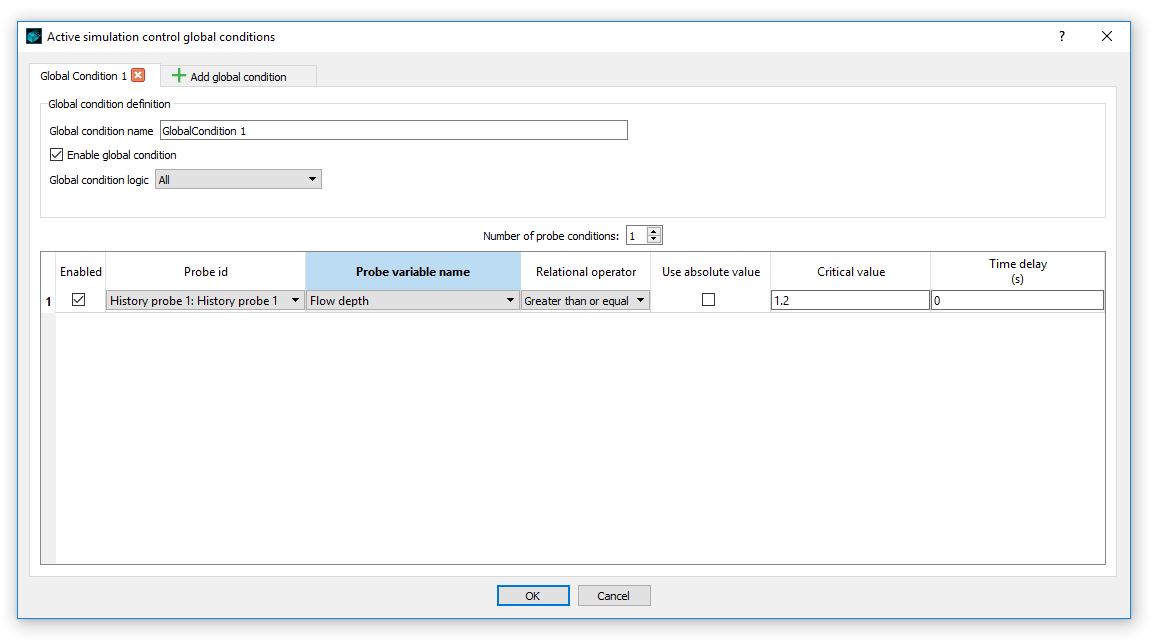 Active simulation control global conditions ?
Global Condition 1 Add global condition
Global condition definition
Global condition name GlobalCondition 1
Enable global condition
Global condition logic All
Number of probe conditions: 1
Enabled Probe id Probe variable name Relational operator Use absolute value Critical value Time delay
(s)
1 History probe 1: History probe 1 Flow depth Greater than or equal 1.2 0
OK Cancel